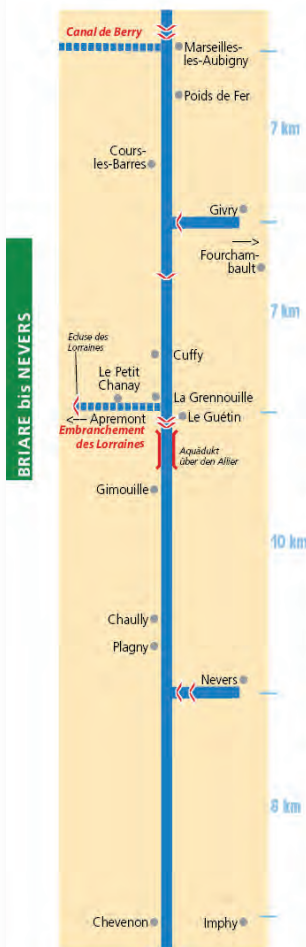 Canal de Berry
Marseilles-
les-Aubigny
Poids de Fer
7 km
Cours-
les-Barres
Givry
Fourcham-
bault
7 km
BRIARE bis NEVERS
Ecluse des
Lorraines
Cuffy
Le Petit
Chanay
La Grennouille
Apremont
Le Guétin
Embranchement
des Lorraines
Aquädukt
über den Allier
Gimouille
10 km
Chaully
Plagny
Nevers
8 km
Chevenon
Imphy